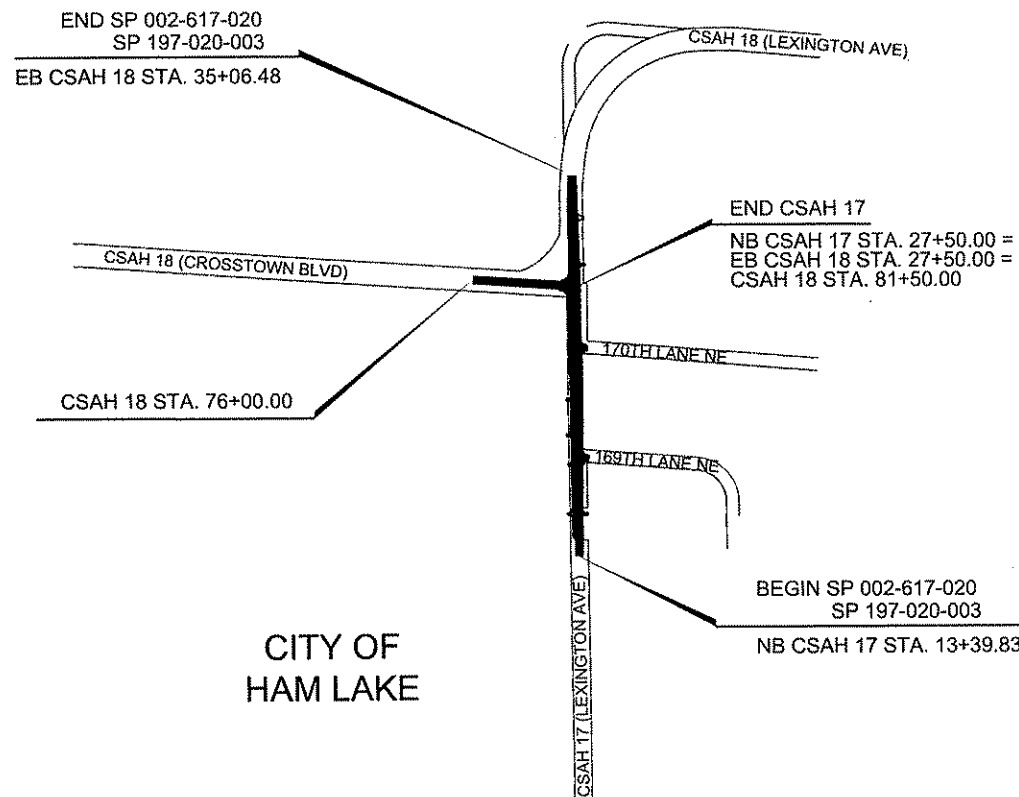 END SP 002-617-020
SP 197-020-003
EB CSAH 18 STA. 35+06.48
CSAH 18 (LEXINGTON AVE)
END CSAH 17
NB CSAH 17 STA. 27+50.00 =
EB CSAH 18 STA. 27+50.00 =
CSAH 18 STA. 81+50.00
CSAH 18 (CROSSTOWN BLVD)
170TH LANE NE
CSAH 18 STA. 76+00.00
169TH LANE NE
BEGIN SP 002-617-020
SP 197-020-003
NB CSAH 17 STA. 13+39.83
CSAH 17 (LEXINGTON AVE)
CITY OF
HAM LAKE